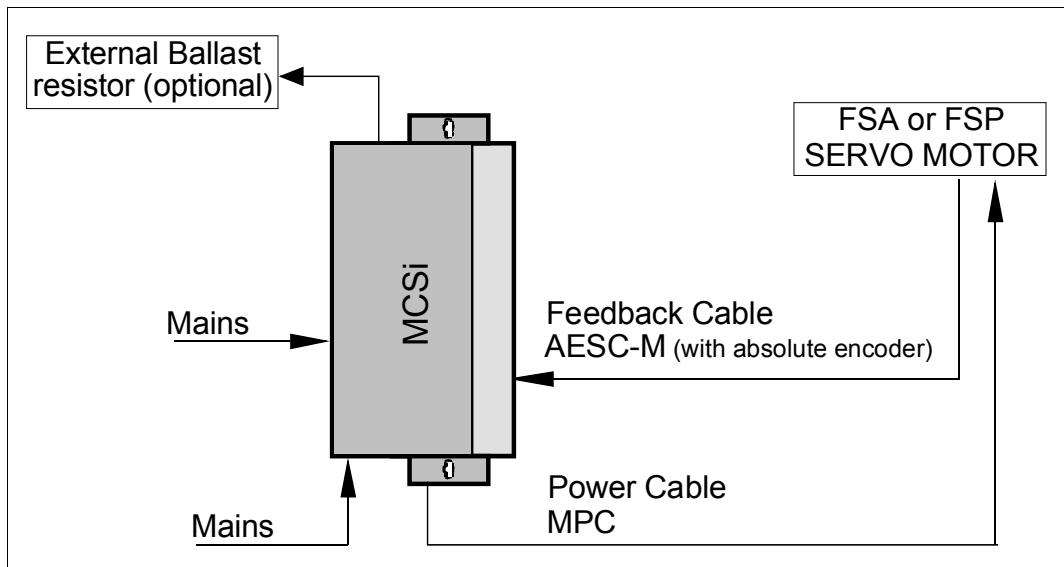 External Ballast
resistor (optional)
FSA or FSP
SERVO MOTOR
MCSi
Mains
Feedback Cable
AESC-M (with absolute encoder)
Mains
Power Cable
MPC